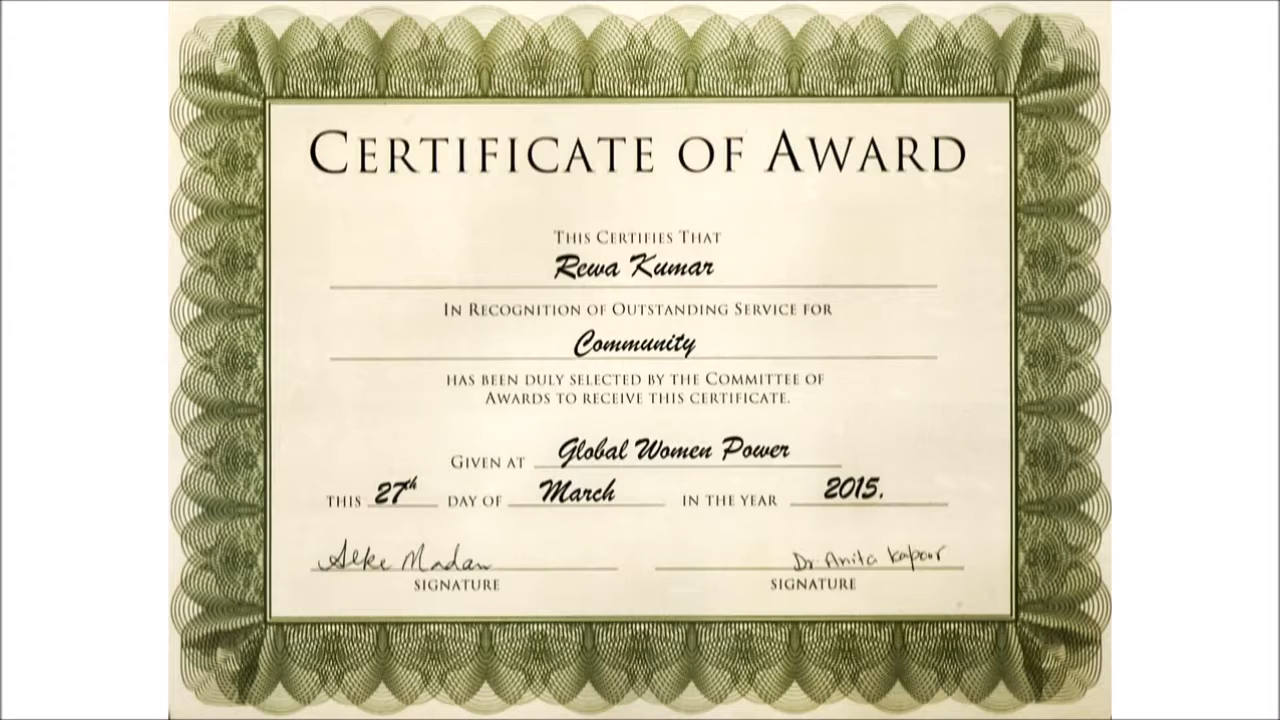 CERTIFICATE OF AWARD
THIS CERTIFIES THAT
Rewa Kumar
IN RECOGNITION OF OUTSTANDING SERVICE FOR
Community
HAS BEEN DULY SELECTED BY THE COMMITTEE OF
AWARDS TO RECEIVE THIS CERTIFICATE.
GIVEN AT Global Women Power
THIS 27th DAY OF March IN THE YEAR 2015.
Madan Dr. Anita Kapoor
SIGNATURE SIGNATURE